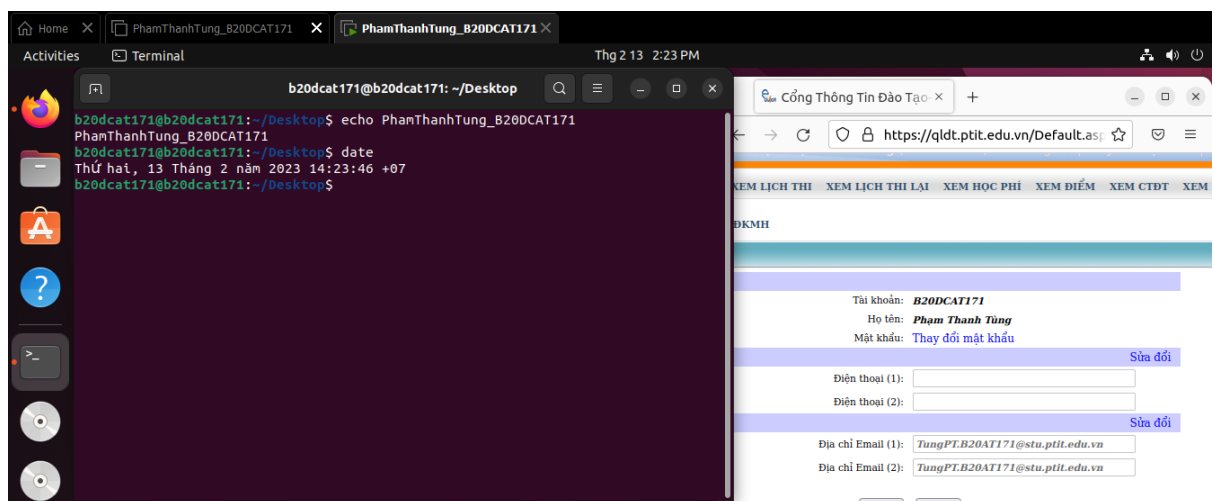 Home
PhamThanhTung_B20DCAT171
PhamThanhTung_B20DCAT171
Activities
Terminal
Thg 2 13 2:23 PM
b20dcat171@b20dcat171: ~/Desktop
b20dcat171@b20dcat171:~/Desktop$ echo PhamThanhTung_B20DCAT171
PhamThanhTung_B20DCAT171
b20dcat171@b20dcat171:~/Desktop$ date
Thứ hai, 13 Tháng 2 năm 2023 14:23:46 +07
b20dcat171@b20dcat171:~/Desktop$
Cổng Thông Tin Đào Tạo-
https://qldt.ptit.edu.vn/Default.asp
XEM LỊCH THI XEM LỊCH THI LẠI XEM HỌC PHÍ XEM ĐIỂM XEM CTĐT XEM
ĐKMH
Tài khoản: B20DCAT171
Họ tên: Phạm Thanh Tùng
Mật khẩu: Thay đổi mật khẩu
Sửa đổi
Điện thoại (1):
Điện thoại (2):
Sửa đổi
Địa chỉ Email (1): TungPT.B20AT171@stu.ptit.edu.vn
Địa chỉ Email (2): TungPT.B20AT171@stu.ptit.edu.vn